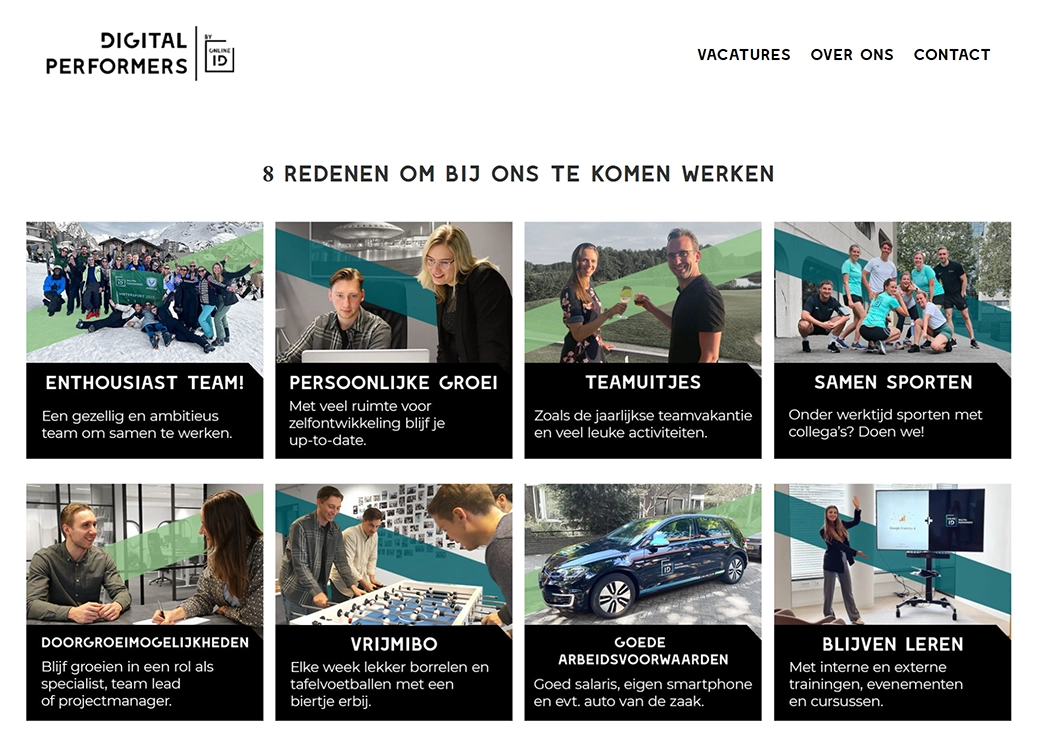 DIGITAL
PERFORMERS
BY
ONLINE
ID
VACATURES OVER ONS CONTACT
8 REDENEN OM BIJ ONS TE KOMEN WERKEN
ENTHOUSIAST TEAM!
Een gezellig en ambitieus
team om samen te werken.
PERSOONLIJKE GROEI
Met veel ruimte voor
zelfontwikkeling blijf je
up-to-date.
TEAMUITJES
Zoals de jaarlijkse teamvakantie
en veel leuke activiteiten.
SAMEN SPORTEN
Onder werktijd sporten met
collega's? Doen we!
DOORGROEIMOGELIJKHEDEN
Blijf groeien in een rol als
specialist, team lead
of projectmanager.
VRIJMIBO
Elke week lekker borrelen en
tafelvoetballen met een
biertje erbij.
ID
GOEDE
ARBEIDSVOORWAARDEN
Goed salaris, eigen smartphone
en evt. auto van de zaak.
BLIJVEN LEREN
Met interne en externe
trainingen, evenementen
en cursussen.